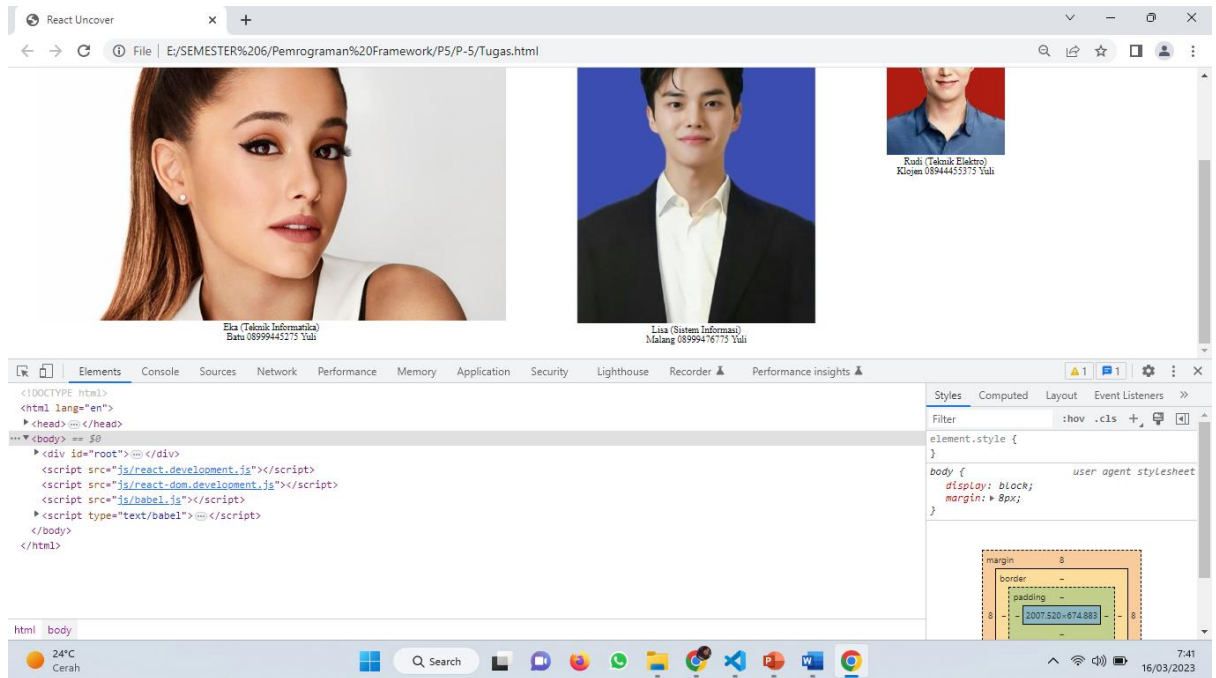 React Uncover
File E:/SEMESTER%206/Pemrograman%20Framework/P5/P-5/Tugas.html
Rudi (Teknik Elektro)
Klojen 08944455375 Yuli
Eka (Teknik Informatika)
Batu 08999445275 Yuli
Lisa (Sistem Informasi)
Malang 08999476775 Yuli
Elements Console Sources Network Performance Memory Application Security Lighthouse Recorder Performance insights 1 1
<!DOCTYPE html>
<html lang="en">
<head> ... </head>
... <body> == $0
<div id="root"> ... </div>
<script src="js/react.development.js"></script>
<script src="js/react-dom.development.js"></script>
<script src="js/babel.js"></script>
<script type="text/babel"> ... </script>
</body>
</html>
html body
Styles Computed Layout Event Listeners »
Filter :hov .cls +
element.style {
}
body { user agent stylesheet
display: block;
margin: 8px;
}
margin 8
border –
padding –
8 – – 2007.520×674.883 – – 8
–
24°C
Cerah
Search
7:41
16/03/2023